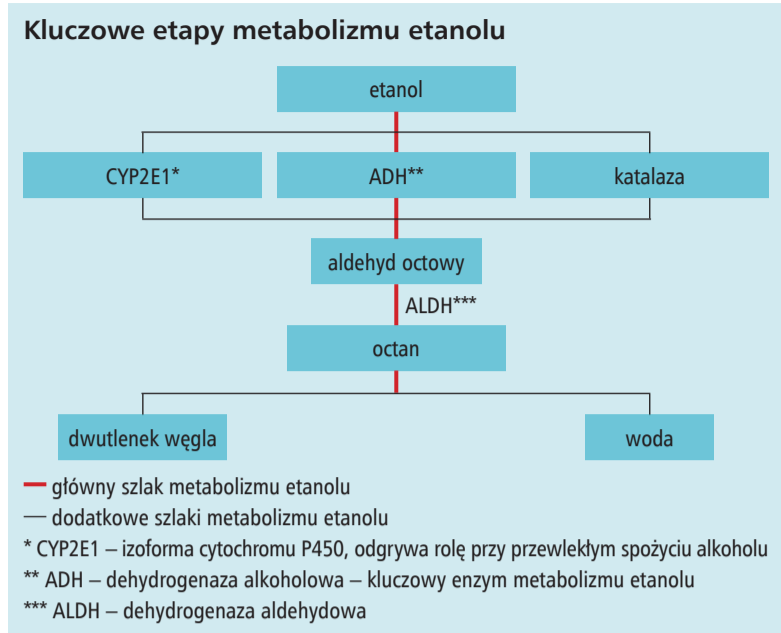 Kluczowe etapy metabolizmu etanolu
etanol
CYP2E1*
ADH**
katalaza
aldehyd octowy
ALDH***
octan
dwutlenek węgla
woda
główny szlak metabolizmu etanolu
dodatkowe szlaki metabolizmu etanolu
* CYP2E1 – izoforma cytochromu P450, odgrywa rolę przy przewlekłym spożyciu alkoholu
** ADH – dehydrogenaza alkoholowa – kluczowy enzym metabolizmu etanolu
*** ALDH – dehydrogenaza aldehydowa